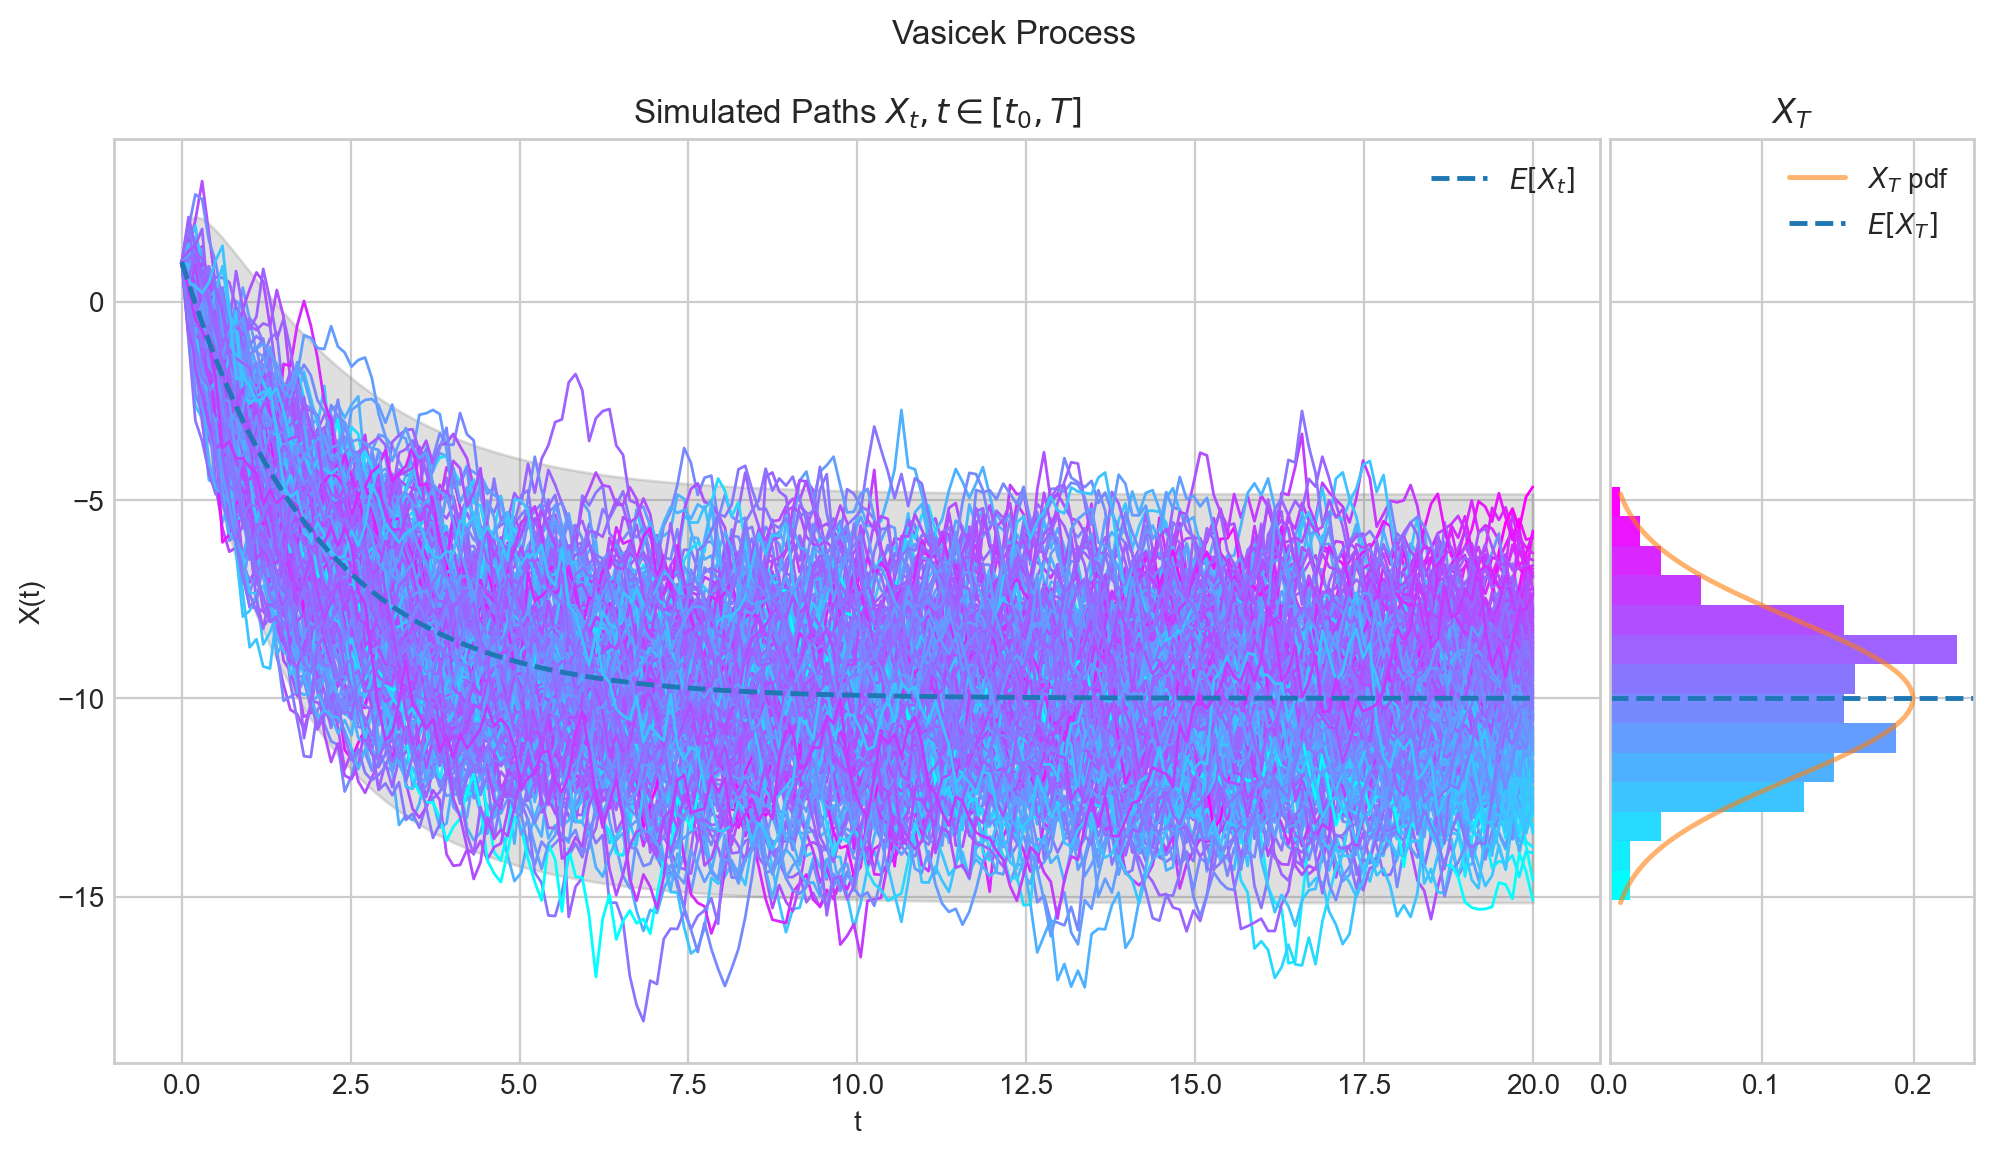 Vasicek Process
Simulated Paths $X_t, t \in [t_0, T]$
$X_T$
$E[X_t]$
$X_T$ pdf
$E[X_T]$
X(t)
0
−5
−10
−15
0.0 2.5 5.0 7.5 10.0 12.5 15.0 17.5 20.0
0.0 0.1 0.2
t